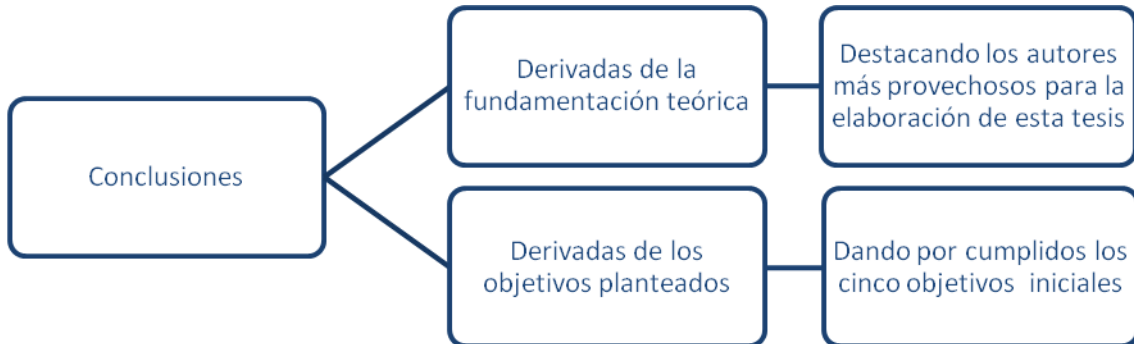 Conclusiones
Derivadas de la
fundamentación teórica
Destacando los autores
más provechosos para la
elaboración de esta tesis
Derivadas de los
objetivos planteados
Dando por cumplidos los
cinco objetivos  iniciales